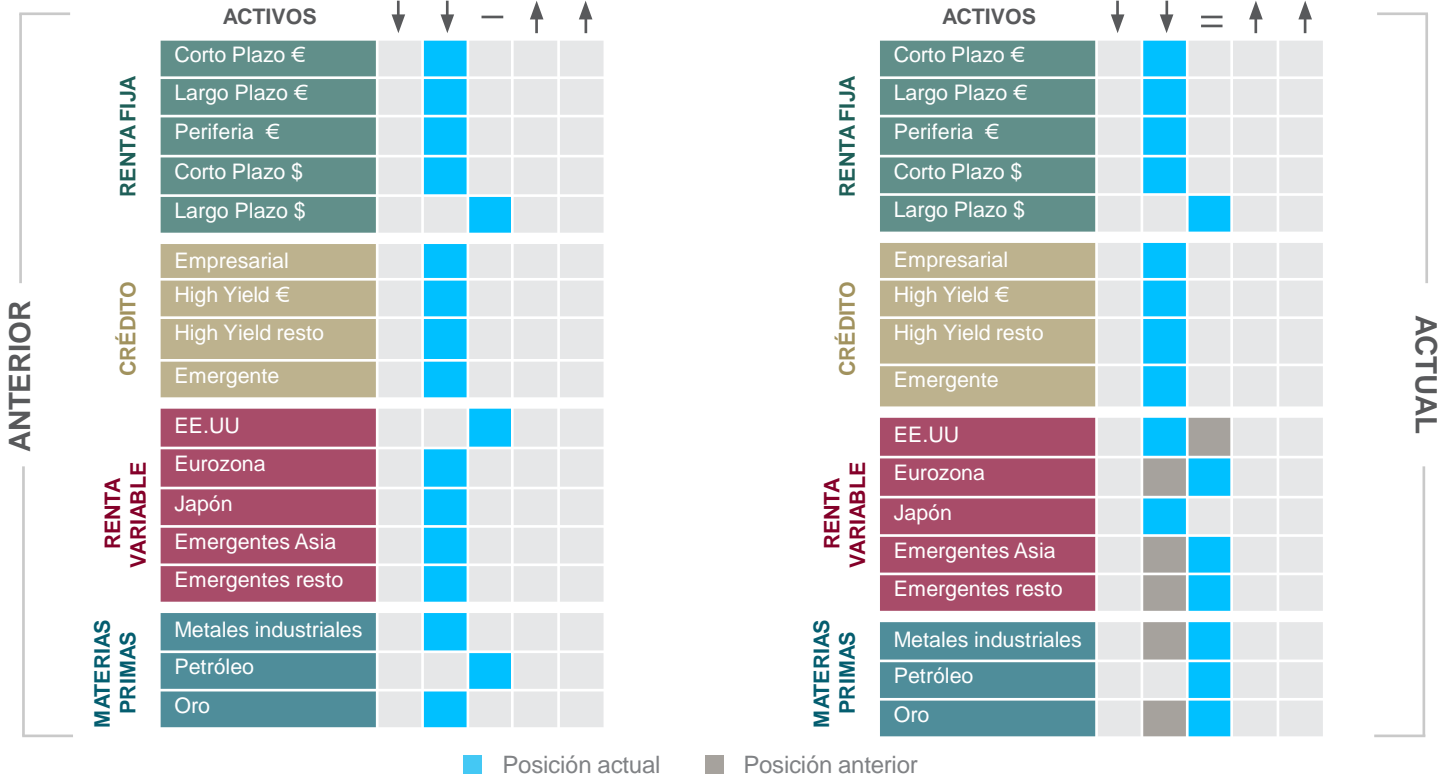 ANTERIOR
ACTIVOS
RENTA FIJA
Corto Plazo €
Largo Plazo €
Periferia €
Corto Plazo $
Largo Plazo $
CRÉDITO
Empresarial
High Yield €
High Yield resto
Emergente
RENTA
VARIABLE
EE.UU
Eurozona
Japón
Emergentes Asia
Emergentes resto
MATERIAS
PRIMAS
Metales industriales
Petróleo
Oro
ACTIVOS
RENTA FIJA
Corto Plazo €
Largo Plazo €
Periferia €
Corto Plazo $
Largo Plazo $
CRÉDITO
Empresarial
High Yield €
High Yield resto
Emergente
RENTA
VARIABLE
EE.UU
Eurozona
Japón
Emergentes Asia
Emergentes resto
MATERIAS
PRIMAS
Metales industriales
Petróleo
Oro
ACTUAL
Posición actual
Posición anterior